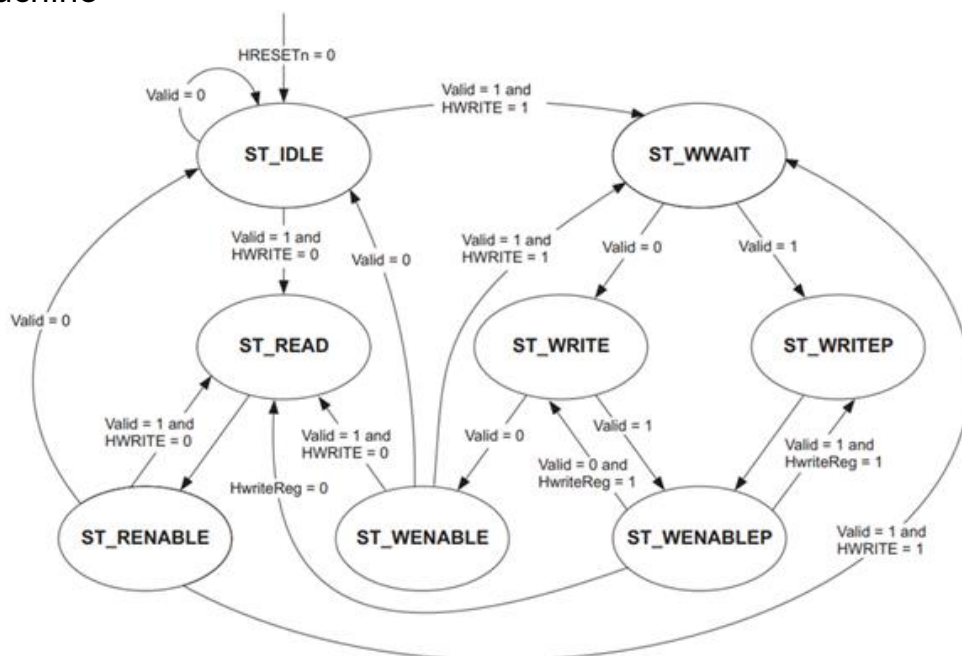 HRESETn = 0
Valid = 0
Valid = 1 and
HWRITE = 1
ST_IDLE
ST_WWAIT
Valid = 1 and
HWRITE = 0
Valid = 0
Valid = 1 and
HWRITE = 1
Valid = 0
Valid = 1
Valid = 0
ST_READ
ST_WRITE
ST_WRITEP
Valid = 1 and
HWRITE = 0
Valid = 1 and
HWRITE = 0
Valid = 0
Valid = 1
Valid = 1 and
HwriteReg = 1
HwriteReg = 0
Valid = 0 and
HwriteReg = 1
ST_RENABLE
ST_WENABLE
ST_WENABLEP
Valid = 1 and
HWRITE = 1